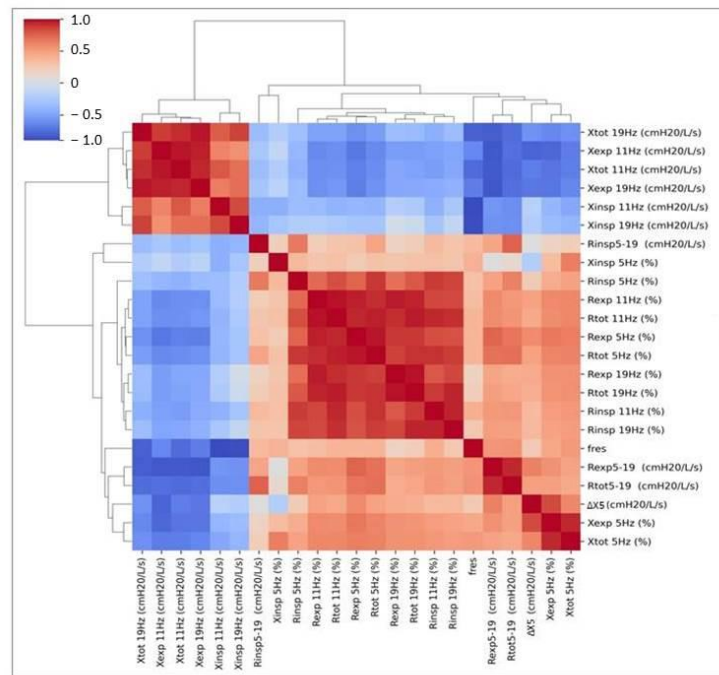 1.0
0.5
0
− 0.5
− 1.0
Xtot 19Hz (cmH20/L/s)
Xexp 11Hz (cmH20/L/s)
Xtot 11Hz (cmH20/L/s)
Xexp 19Hz (cmH20/L/s)
Xinsp 11Hz (cmH20/L/s)
Xinsp 19Hz (cmH20/L/s)
Rinsp5-19 (cmH20/L/s)
Xinsp 5Hz (%)
Rinsp 5Hz (%)
Rexp 11Hz (%)
Rtot 11Hz (%)
Rexp 5Hz (%)
Rtot 5Hz (%)
Rexp 19Hz (%)
Rtot 19Hz (%)
Rinsp 11Hz (%)
Rinsp 19Hz (%)
fres
Rexp5-19 (cmH20/L/s)
Rtot5-19 (cmH20/L/s)
ΔX5 (cmH20/L/s)
Xexp 5Hz (%)
Xtot 5Hz (%)
Xtot 19Hz (cmH20/L/s)
Xexp 11Hz (cmH20/L/s)
Xtot 11Hz (cmH20/L/s)
Xexp 19Hz (cmH20/L/s)
Xinsp 11Hz (cmH20/L/s)
Xinsp 19Hz (cmH20/L/s)
Rinsp5-19 (cmH20/L/s)
Xinsp 5Hz (%)
Rinsp 5Hz (%)
Rexp 11Hz (%)
Rtot 11Hz (%)
Rexp 5Hz (%)
Rtot 5Hz (%)
Rexp 19Hz (%)
Rtot 19Hz (%)
Rinsp 11Hz (%)
Rinsp 19Hz (%)
fres
Rexp5-19 (cmH20/L/s)
Rtot5-19 (cmH20/L/s)
ΔX5 (cmH20/L/s)
Xexp 5Hz (%)
Xtot 5Hz (%)